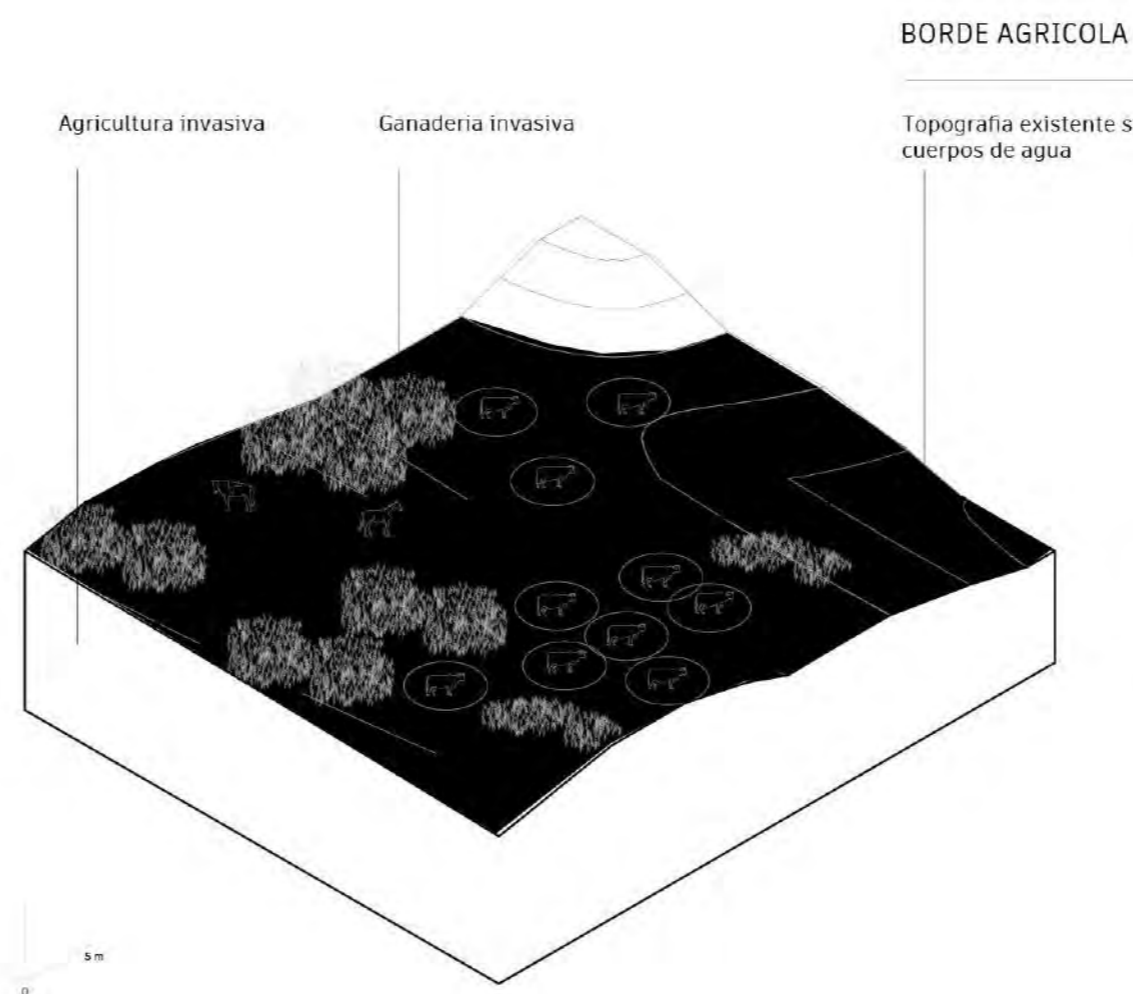 BORDE AGRICOLA
Agricultura invasiva
Ganaderia invasiva
Topografia existente s
cuerpos de agua
5 m
0